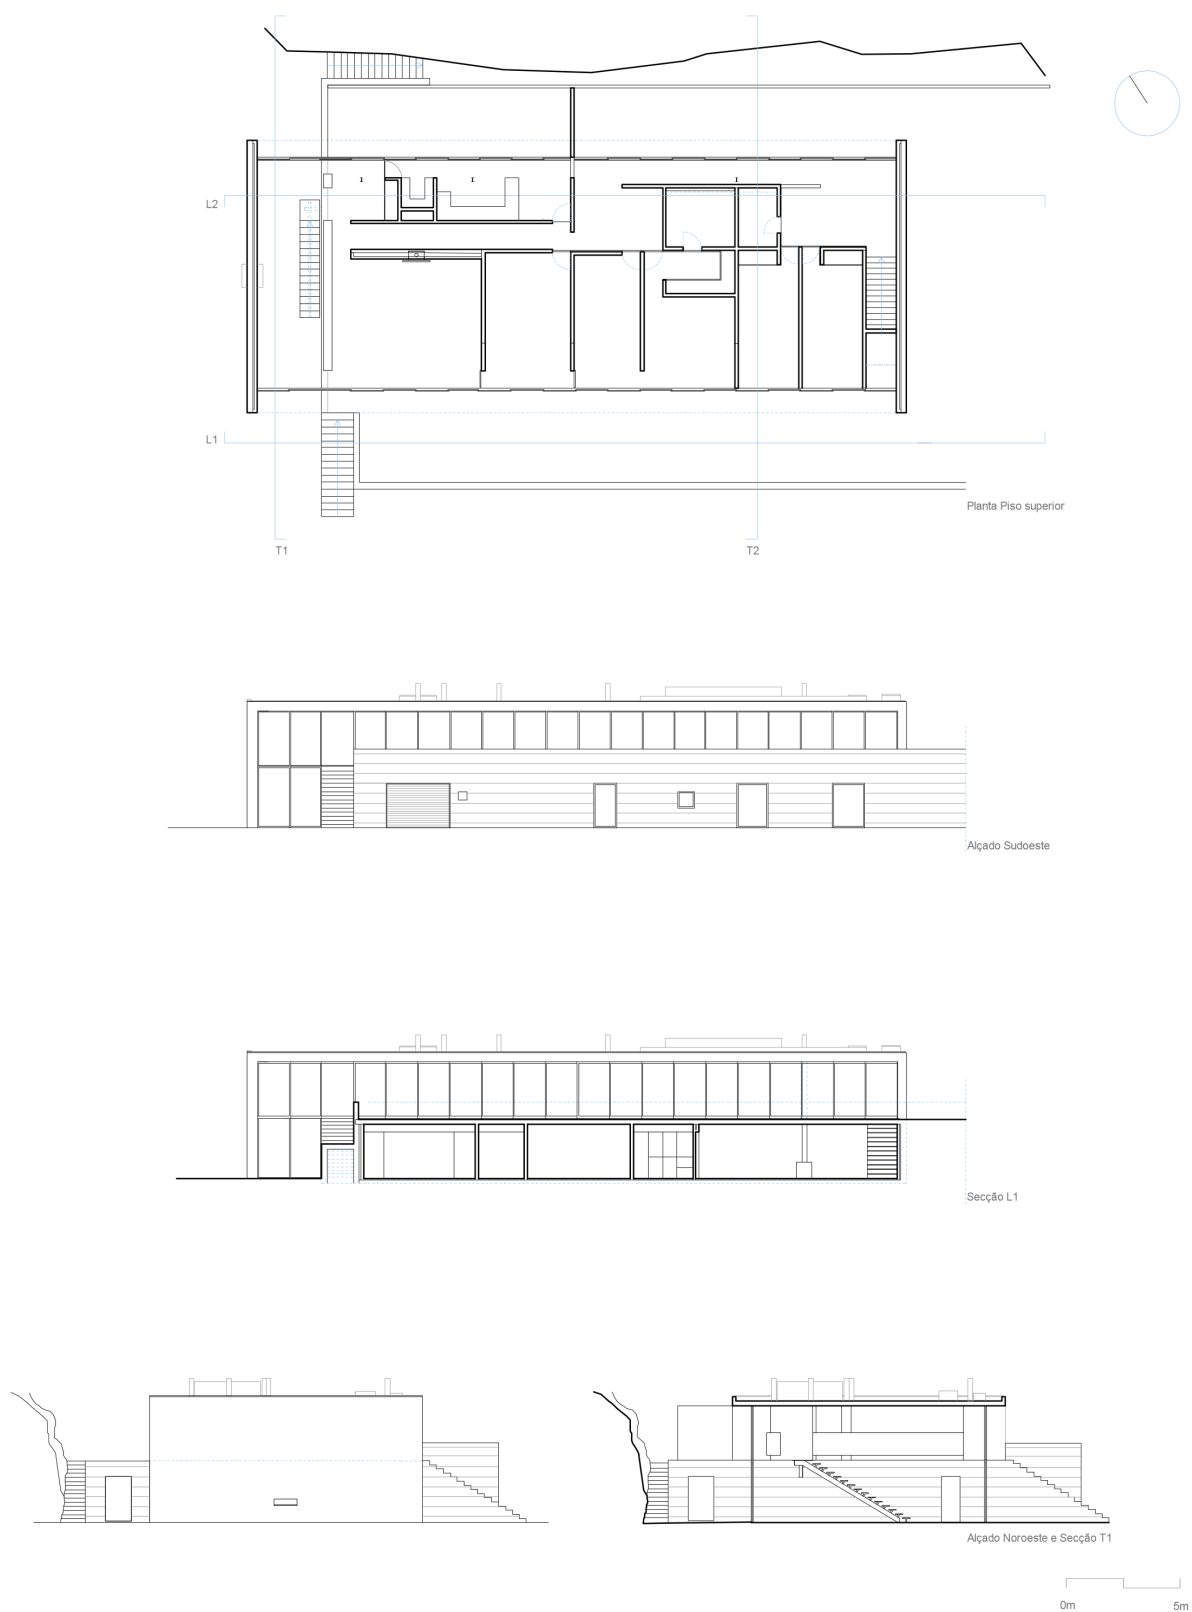 L2
L1
Planta Piso superior
T1
T2
Alçado Sudoeste
Secção L1
Alçado Noroeste e Secção T1
0m
5m